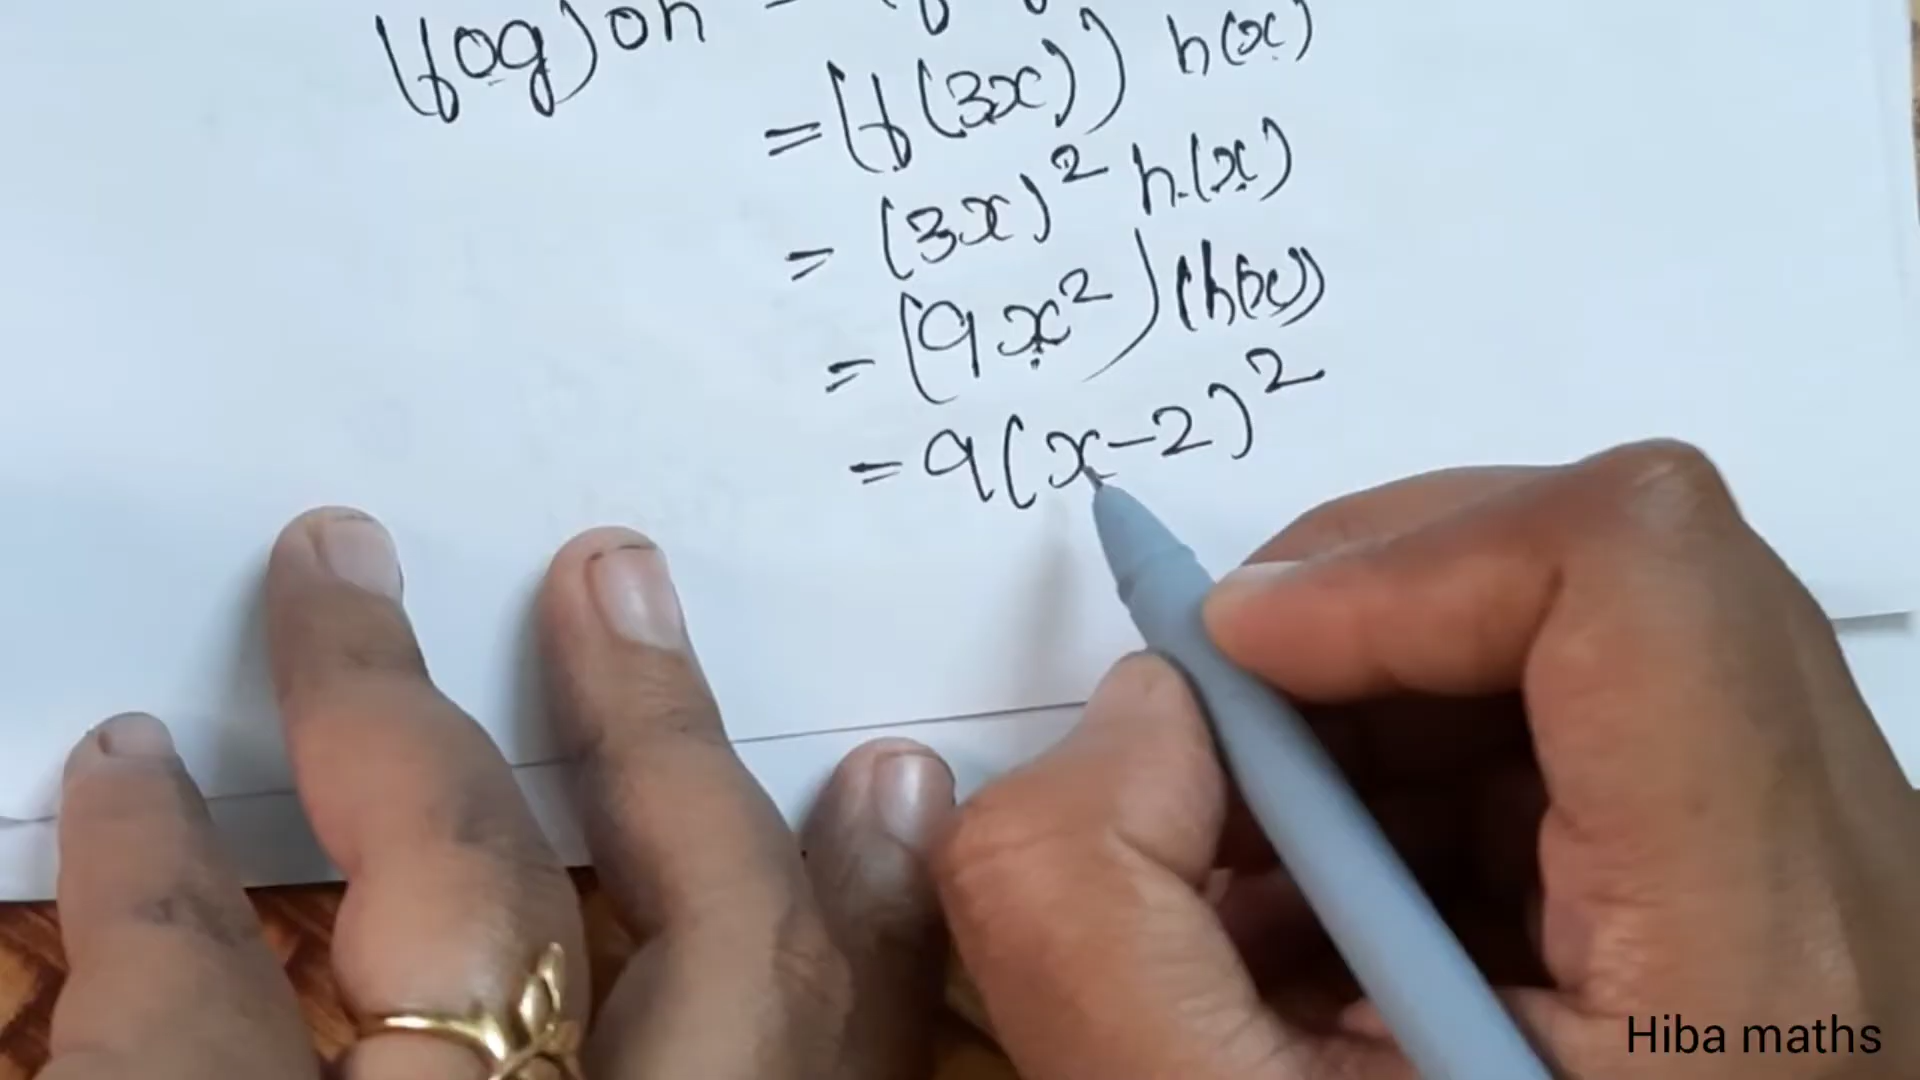 (fog)oh =
= (f(3x)) h(x)
= (3x)² h(x)
= (9x²) (h(x))
= 9(x-2)²
Hiba maths